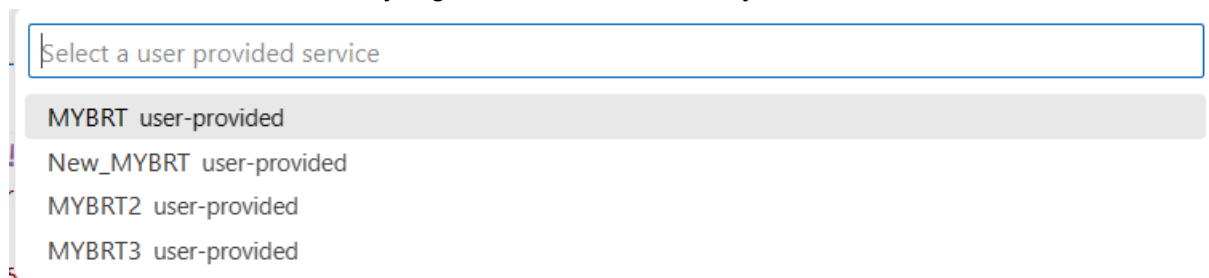 Select a user provided service
MYBRT user-provided
New_MYBRT user-provided
MYBRT2 user-provided
MYBRT3 user-provided